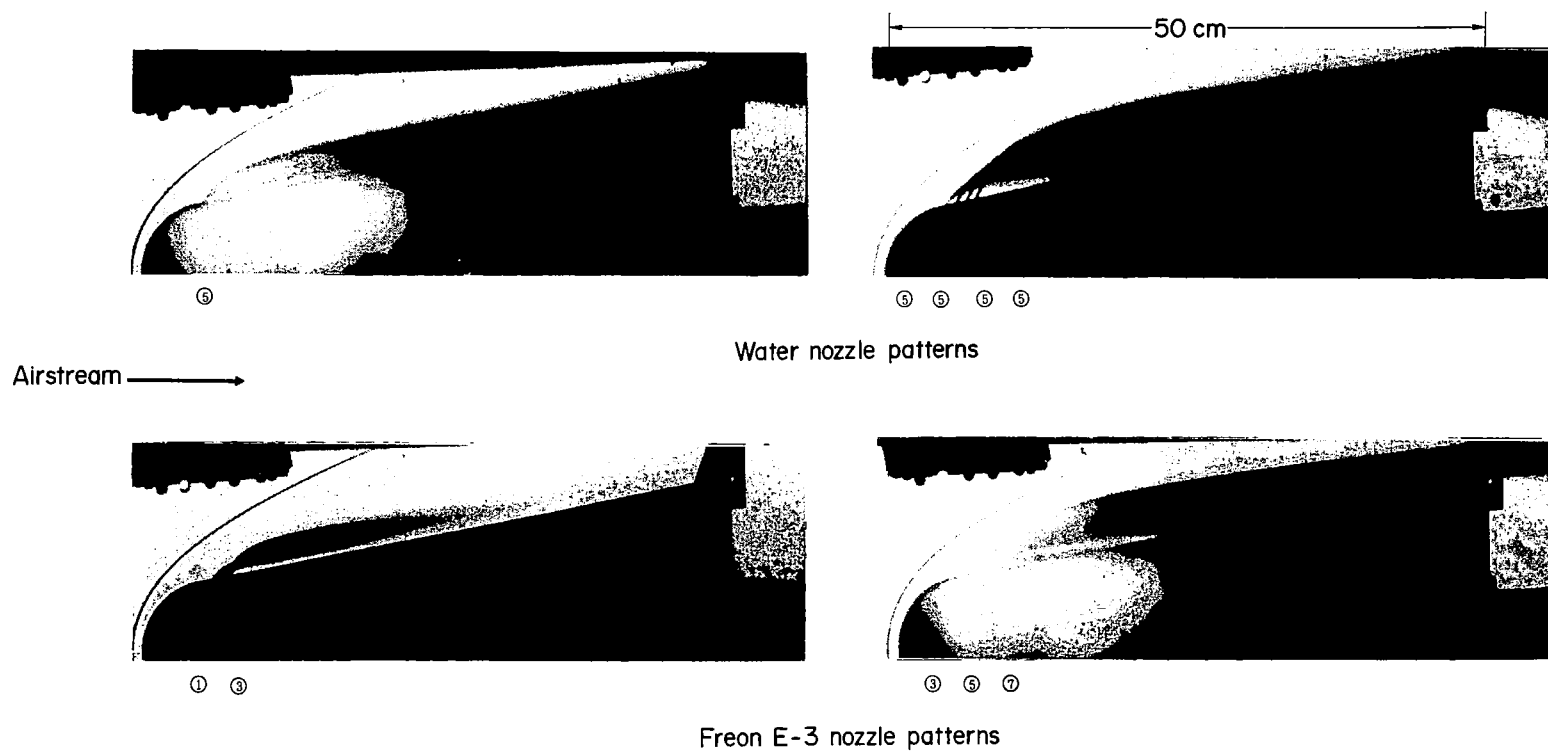 50 cm
⑤
⑤ ⑤ ⑤ ⑤
Water nozzle patterns
Airstream
① ③
③ ⑤ ⑦
Freon E-3 nozzle patterns